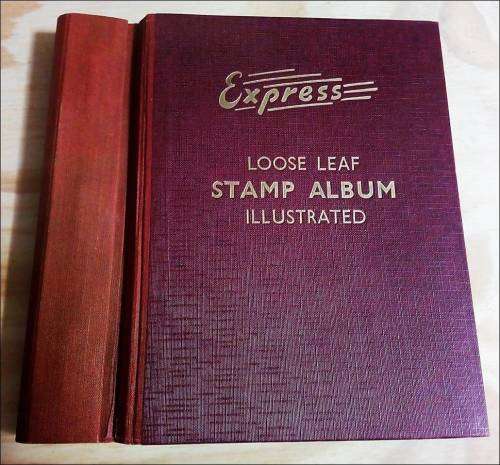 Express
LOOSE LEAF
STAMP ALBUM
ILLUSTRATED